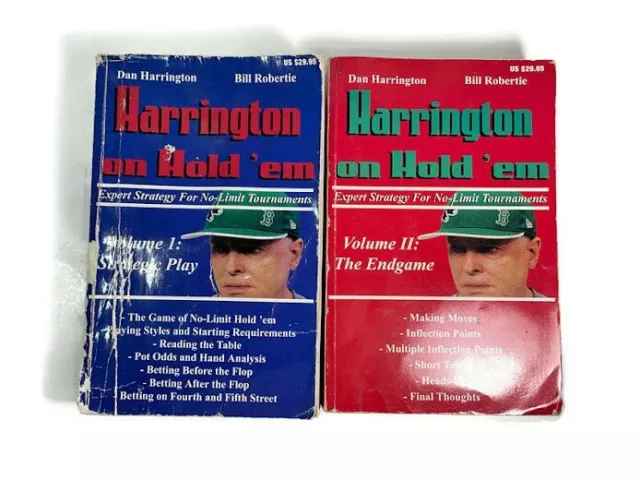 US $29.95
Dan Harrington Bill Robertie
Harrington
on Hold 'em
Expert Strategy For No-Limit Tournaments
Volume 1:
Strategic Play
- The Game of No-Limit Hold 'em
Playing Styles and Starting Requirements
- Reading the Table
- Pot Odds and Hand Analysis
- Betting Before the Flop
Betting After the Flop
- Betting on Fourth and Fifth Street
US $29.95
Dan Harrington Bill Robertie
Harrington
on Hold 'em
Expert Strategy For No-Limit Tournaments
Volume II:
The Endgame
- Making Moves
- Inflection Points
- Multiple Inflection Points
- Short
- Heads
- Final Thoughts
B